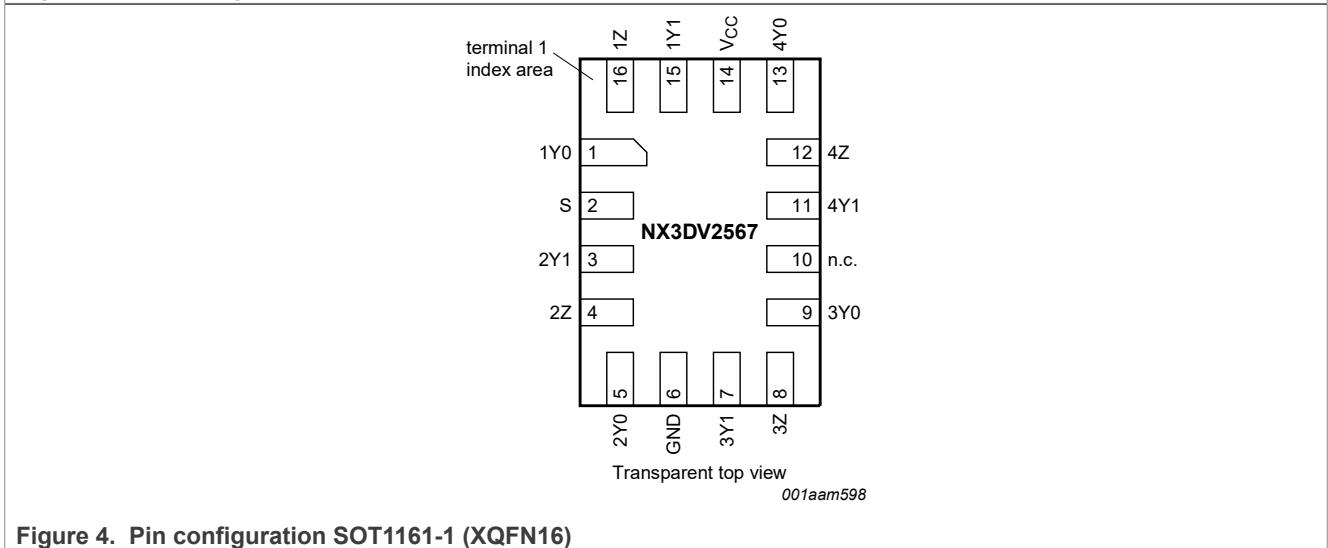 1Z
1Y1
VCC
4Y0
terminal 1
index area
16
15
14
13
1Y0 1
12 4Z
S 2
11 4Y1
NX3DV2567
2Y1 3
10 n.c.
2Z 4
9 3Y0
5
6
7
8
2Y0
GND
3Y1
3Z
Transparent top view
001aam598
Figure 4. Pin configuration SOT1161-1 (XQFN16)